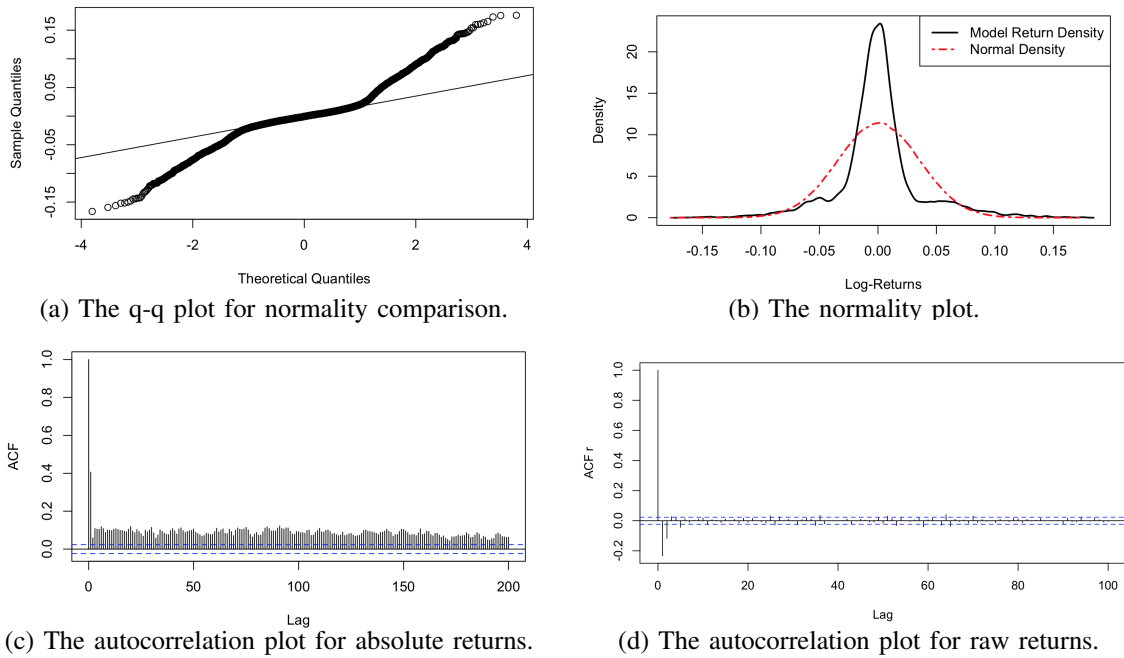 Sample Quantiles
0.15
0.05
-0.05
-0.15
-4 -2 0 2 4
Theoretical Quantiles
(a) The q-q plot for normality comparison.
Model Return Density
Normal Density
Density
20
15
10
5
0
-0.15 -0.10 -0.05 0.00 0.05 0.10 0.15
Log-Returns
(b) The normality plot.
ACF
1.0
0.8
0.6
0.4
0.2
0.0
0 50 100 150 200
Lag
(c) The autocorrelation plot for absolute returns.
ACF r
1.0
0.8
0.6
0.4
0.2
0.0
-0.2
0 20 40 60 80 100
Lag
(d) The autocorrelation plot for raw returns.